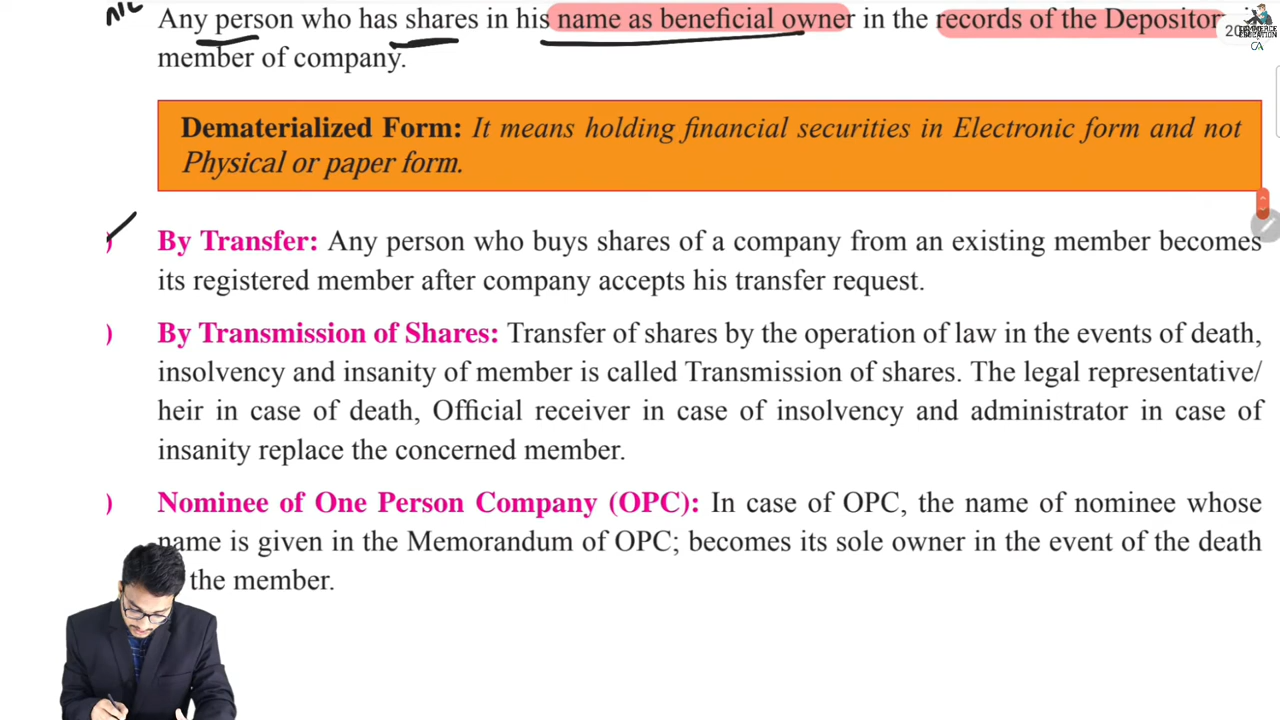 Any person who has shares in his name as beneficial owner in the records of the Depository
member of company.
Dematerialized Form: It means holding financial securities in Electronic form and not
Physical or paper form.
) By Transfer: Any person who buys shares of a company from an existing member becomes
its registered member after company accepts his transfer request.
) By Transmission of Shares: Transfer of shares by the operation of law in the events of death,
insolvency and insanity of member is called Transmission of shares. The legal representative/
heir in case of death, Official receiver in case of insolvency and administrator in case of
insanity replace the concerned member.
) Nominee of One Person Company (OPC): In case of OPC, the name of nominee whose
name is given in the Memorandum of OPC; becomes its sole owner in the event of the death
the member.
COMMERCE
EDUCATION
CA